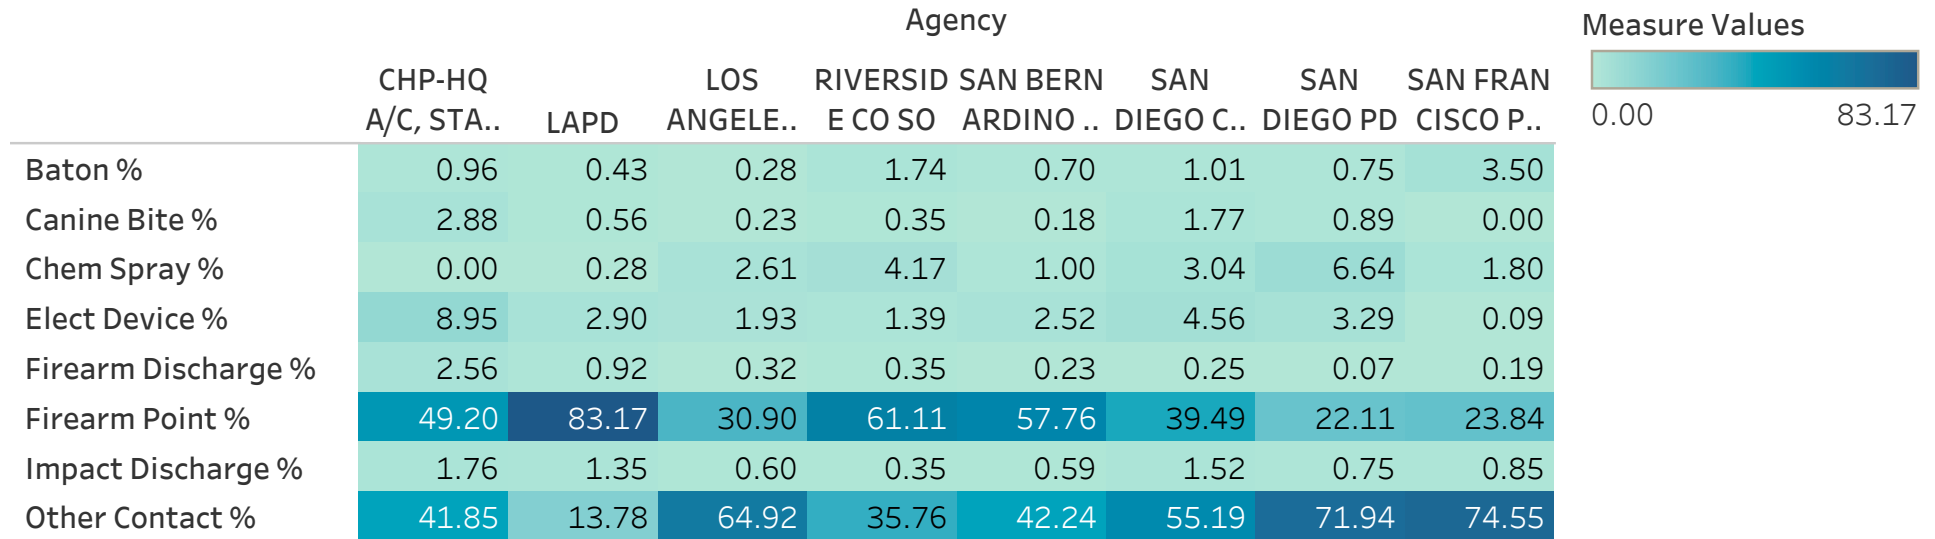 Agency
Measure Values
CHP-HQ LOS RIVERSID SAN BERN SAN SAN SAN FRAN
A/C, STA.. LAPD ANGELE.. E CO SO ARDINO .. DIEGO C.. DIEGO PD CISCO P..
0.00 83.17
Baton % 0.96 0.43 0.28 1.74 0.70 1.01 0.75 3.50
Canine Bite % 2.88 0.56 0.23 0.35 0.18 1.77 0.89 0.00
Chem Spray % 0.00 0.28 2.61 4.17 1.00 3.04 6.64 1.80
Elect Device % 8.95 2.90 1.93 1.39 2.52 4.56 3.29 0.09
Firearm Discharge % 2.56 0.92 0.32 0.35 0.23 0.25 0.07 0.19
Firearm Point % 49.20 83.17 30.90 61.11 57.76 39.49 22.11 23.84
Impact Discharge % 1.76 1.35 0.60 0.35 0.59 1.52 0.75 0.85
Other Contact % 41.85 13.78 64.92 35.76 42.24 55.19 71.94 74.55